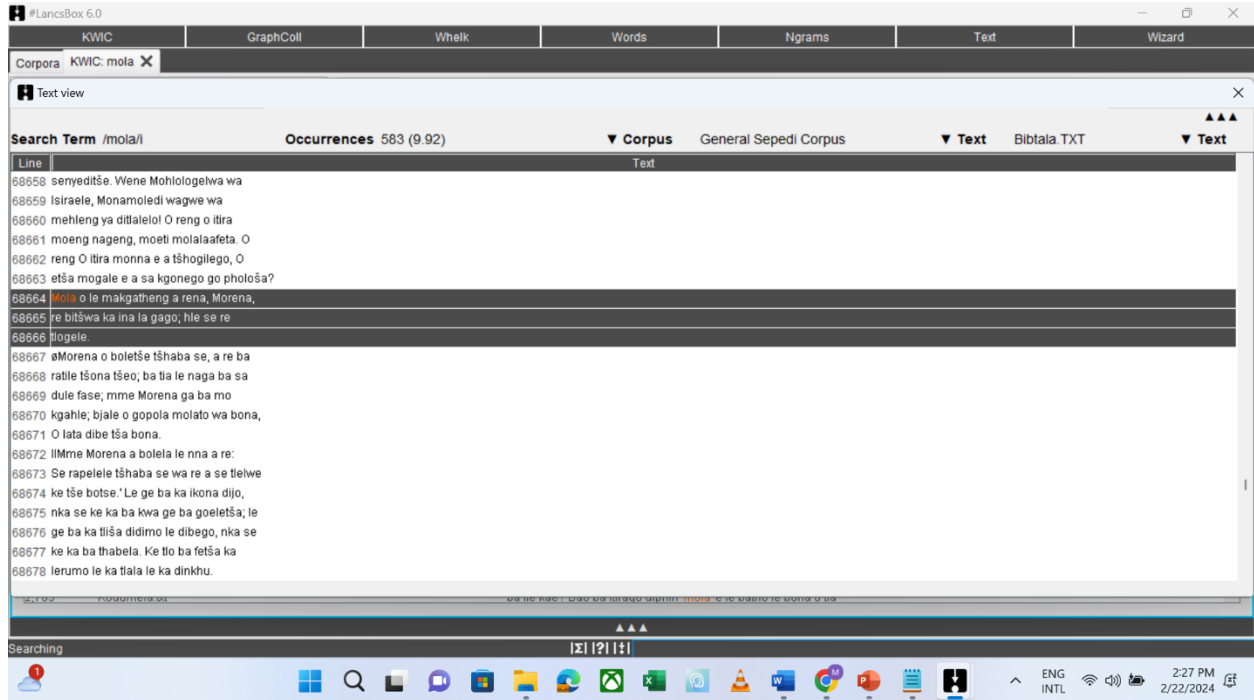 #LancsBox 6.0
KWIC GraphColl Whelk Words Ngrams Text Wizard
Corpora KWIC: mola
Text view
Search Term /mola/i Occurrences 583 (9.92) ▼ Corpus General Sepedi Corpus ▼ Text Bibtala.TXT ▼ Text
Line Text
68658 senyeditše. Wene Mohlologelwa wa
68659 Isiraele, Monamoledi wagwe wa
68660 mehleng ya ditlalelo! O reng o itira
68661 moeng nageng, moeti molalaafeta. O
68662 reng O itira monna e a tšhogilego, O
68663 etša mogale e a sa kgonego go phološa?
68664 Mola o le makgatheng a rena, Morena,
68665 re bitšwa ka ina la gago; hle se re
68666 tlogele.
68667 øMorena o boletše tšhaba se, a re ba
68668 ratile tšona tšeo; ba tia le naga ba sa
68669 dule fase; mme Morena ga ba mo
68670 kgahle; bjale o gopola molato wa bona,
68671 O lata dibe tša bona.
68672 IIMme Morena a bolela le nna a re:
68673 Se rapelele tšhaba se wa re a se tlelwe
68674 ke tše botse.' Le ge ba ka ikona dijo,
68675 nka se ke ka ba kwa ge ba goeletša; le
68676 ge ba ka tliša didimo le dibego, nka se
68677 ke ka ba thabela. Ke tlo ba fetša ka
68678 lerumo le ka tlala le ka dinkhu.
Searching
ENG
INTL
2:27 PM
2/22/2024
1